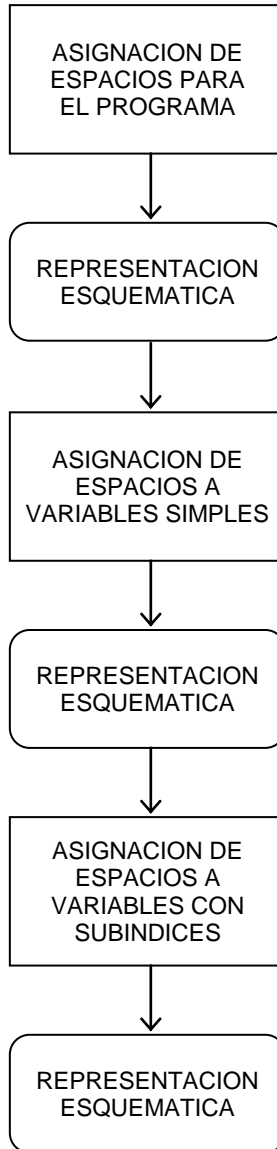 ASIGNACION DE
ESPACIOS PARA
EL PROGRAMA
REPRESENTACION
ESQUEMATICA
ASIGNACION DE
ESPACIOS A
VARIABLES SIMPLES
REPRESENTACION
ESQUEMATICA
ASIGNACION DE
ESPACIOS A
VARIABLES CON
SUBINDICES
REPRESENTACION
ESQUEMATICA